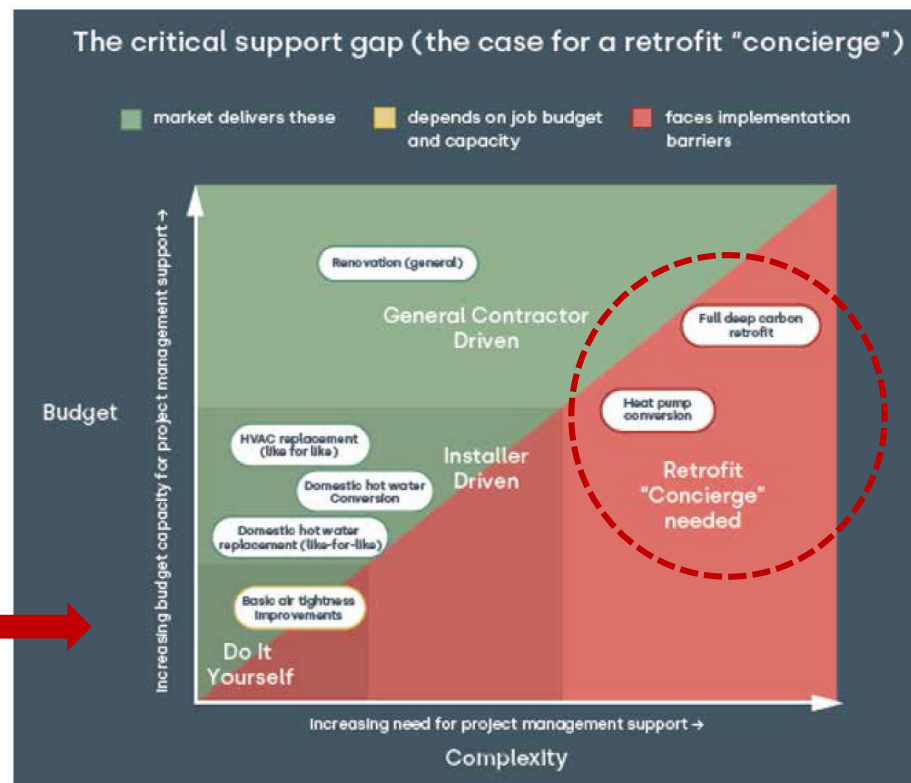 The critical support gap (the case for a retrofit “concierge”)
market delivers these
depends on job budget
and capacity
faces implementation
barriers
Renovation (general)
General Contractor
Driven
Full deep carbon
retrofit
Budget
Increasing budget capacity for project management support →
Heat pump
conversion
HVAC replacement
(like for like)
Installer
Driven
Domestic hot water
Conversion
Retrofit
“Concierge”
needed
Domestic hot water
replacement (like-for-like)
Basic air tightness
Improvements
Do It
Yourself
Increasing need for project management support →
Complexity